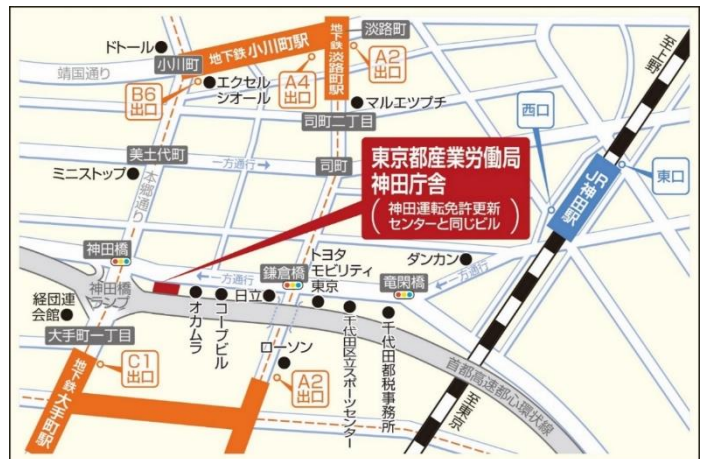 ドトール
地下鉄 小川町駅
淡路町
地下鉄 淡路町駅
小川町
靖国通り
B6
出口
エクセル
シオール
A4
出口
A2
出口
マルエツプチ
司町二丁目
至上野
西口
美土代町
一方通行
司町
ミニストップ
本郷通り
東京都産業労働局
神田庁舎
神田運転免許更新
センターと同じビル
JR神田駅
東口
神田橋
一方通行
鎌倉橋
トヨタ
モビリティ
東京
ダンカン
一方通行
竜閑橋
神田橋
ランプ
経団連
会館
オカムラ
コープビル
日立
大手町一丁目
ローソン
千代田区立スポーツセンター
千代田都税事務所
首都高速都心環状線
C1
出口
A2
出口
地下鉄 大手町駅
至東京